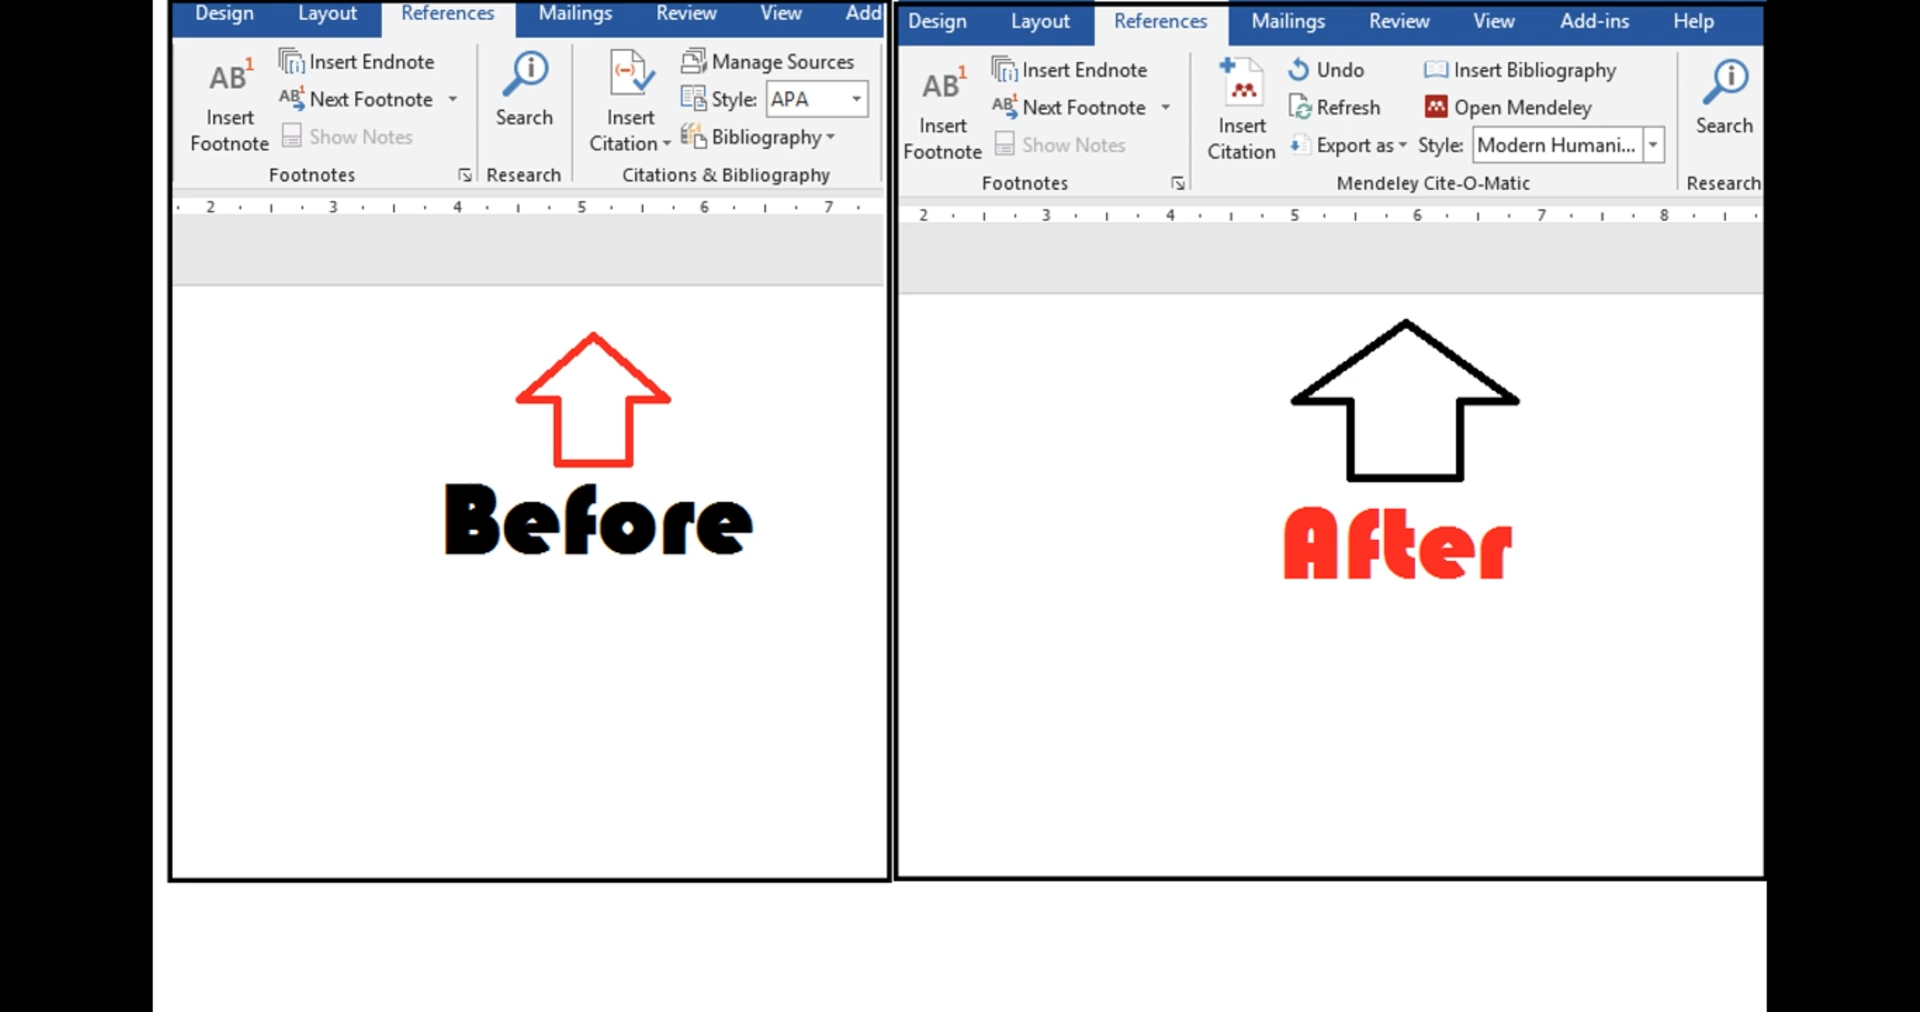 Design Layout References Mailings Review View Add
AB1 Insert Endnote
AB1 Next Footnote
Insert Footnote
Show Notes
Footnotes
Search
Research
Insert Citation
Manage Sources
Style: APA
Bibliography
Citations & Bibliography
2 3 4 5 6 7
Before
Design Layout References Mailings Review View Add-ins Help
AB1 Insert Endnote
AB1 Next Footnote
Insert Footnote
Show Notes
Footnotes
Insert Citation
Undo
Refresh
Export as
Insert Bibliography
Open Mendeley
Style: Modern Humani...
Mendeley Cite-O-Matic
Search
Research
2 3 4 5 6 7 8
After